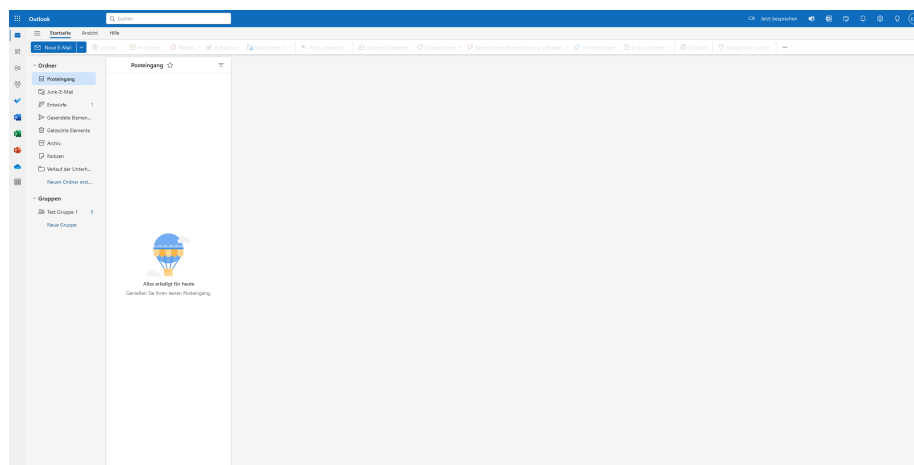 Outlook
Suchen
Jetzt besprechen
Startseite Ansicht Hilfe
Neue E-Mail
Ordner
Posteingang
Junk-E-Mail
Entwürfe 1
Gesendete Elemen...
Gelöschte Elemente
Archiv
Notizen
Verlauf der Unterh...
Neuen Ordner erst...
Gruppen
Test Gruppe 1
Neue Gruppe
Posteingang
Alles erledigt für heute
Genießen Sie Ihren leeren Posteingang.